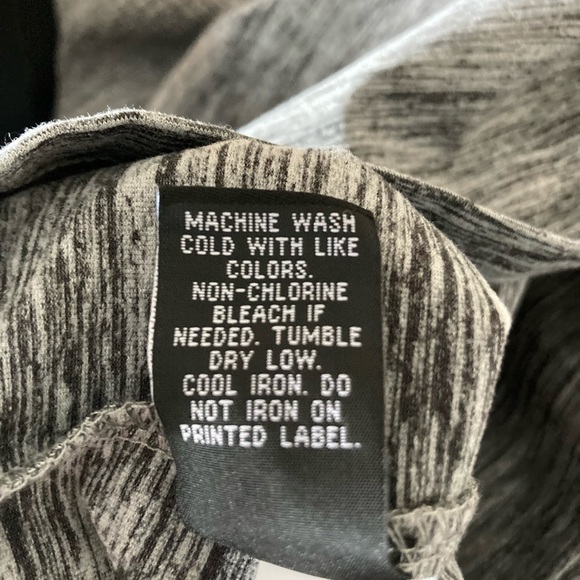 MACHINE WASH
COLD WITH LIKE
COLORS.
NON-CHLORINE
BLEACH IF
NEEDED. TUMBLE
DRY LOW.
COOL IRON. DO
NOT IRON ON
PRINTED LABEL.